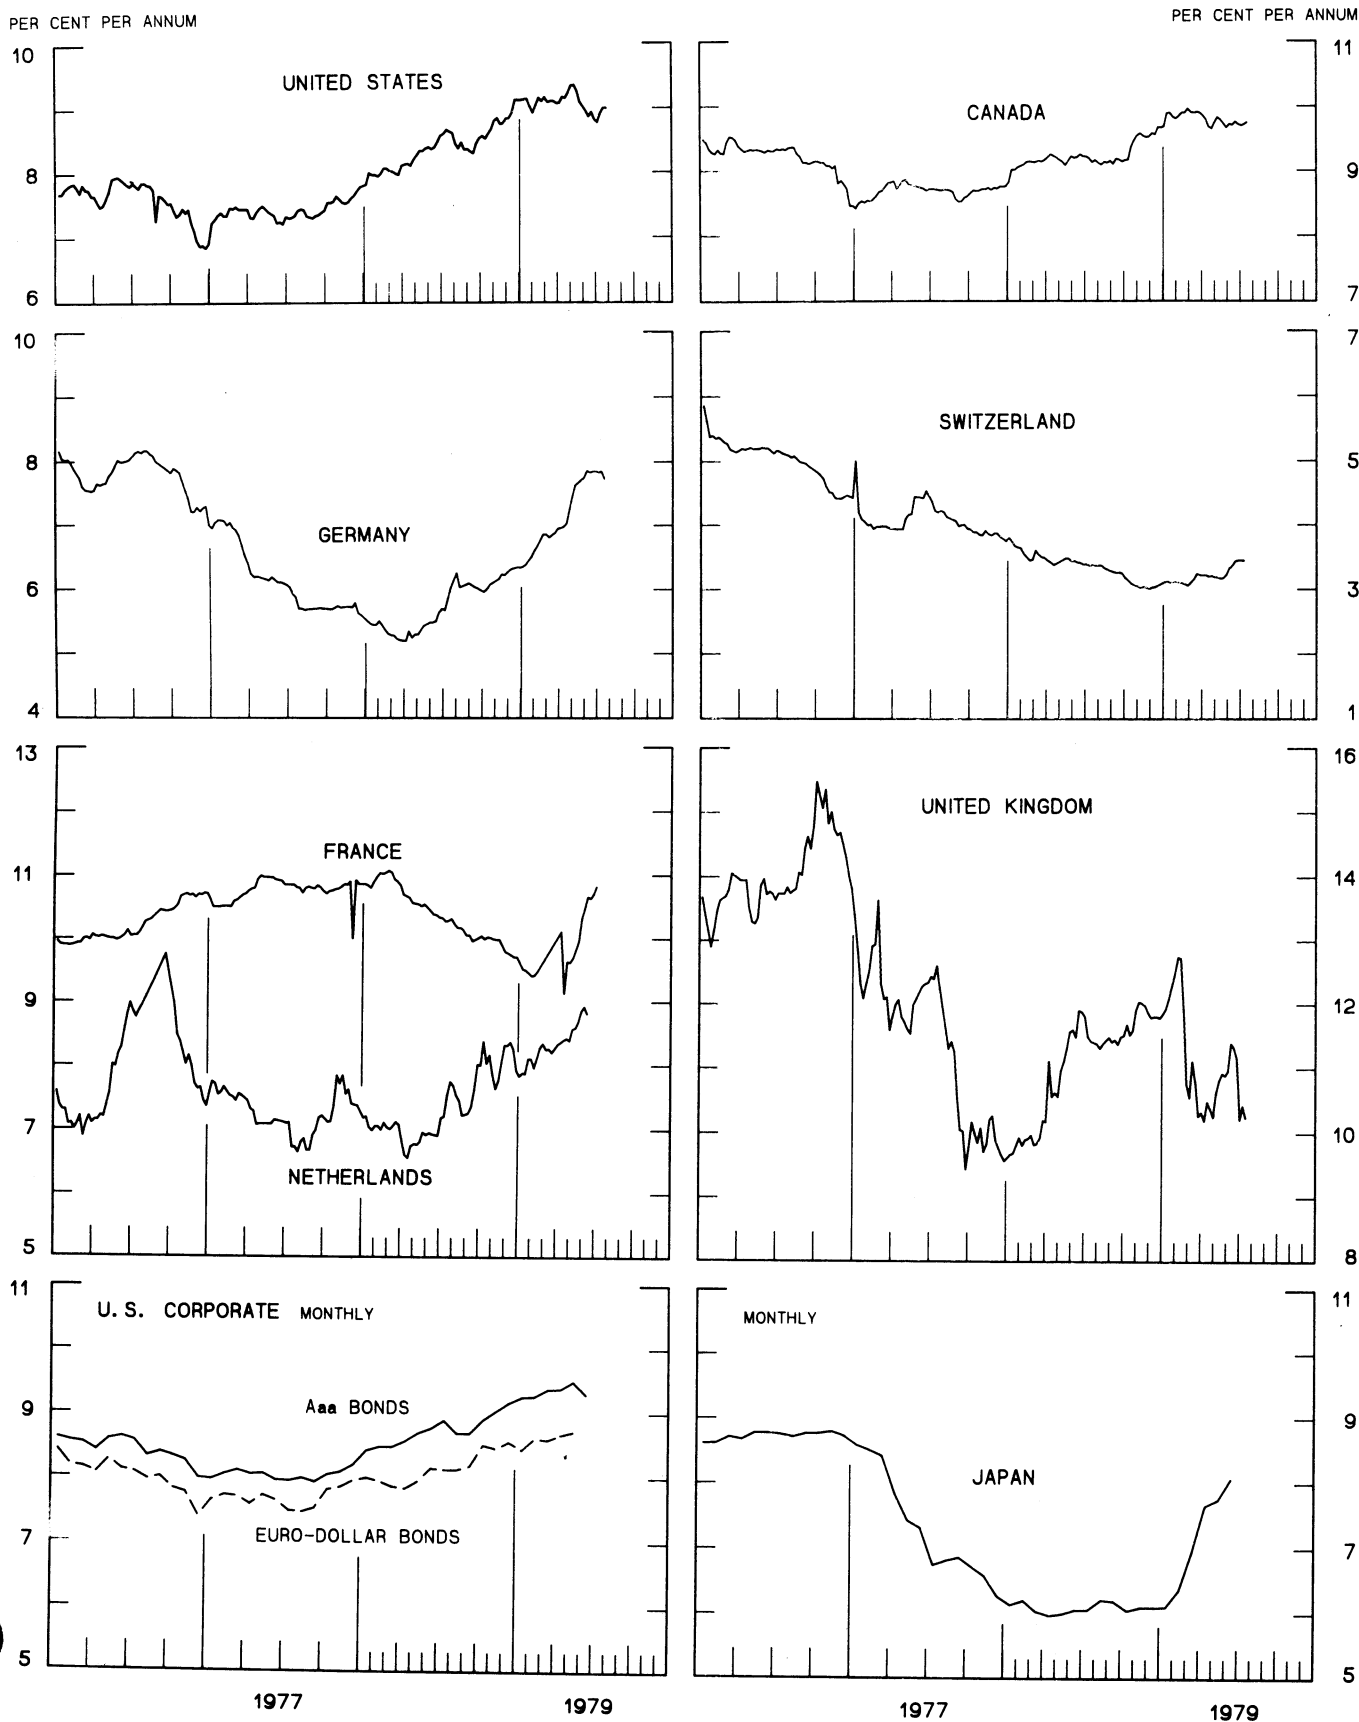 PER CENT PER ANNUM
PER CENT PER ANNUM
10
UNITED STATES
8
6
11
CANADA
9
7
10
8
GERMANY
6
4
7
SWITZERLAND
5
3
1
13
FRANCE
11
9
7
NETHERLANDS
5
16
UNITED KINGDOM
14
12
10
8
11
U.S. CORPORATE MONTHLY
Aaa BONDS
9
EURO-DOLLAR BONDS
7
5
11
MONTHLY
9
JAPAN
7
5
1977
1979
1977
1979